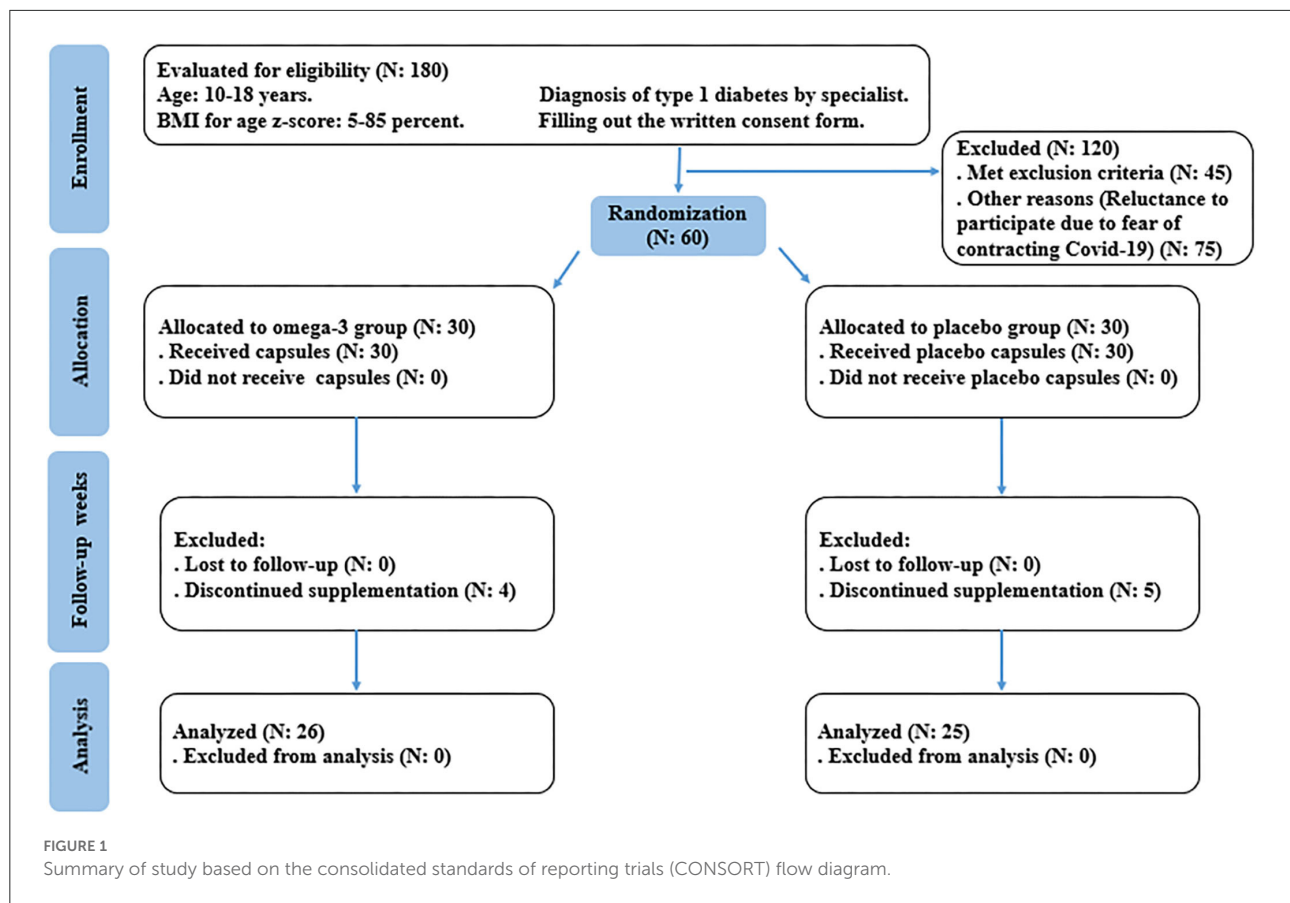 Enrollment
Evaluated for eligibility (N: 180)
Age: 10-18 years. Diagnosis of type 1 diabetes by specialist.
BMI for age z-score: 5-85 percent. Filling out the written consent form.
Excluded (N: 120)
. Met exclusion criteria (N: 45)
. Other reasons (Reluctance to
participate due to fear of
contracting Covid-19) (N: 75)
Randomization
(N: 60)
Allocation
Allocated to omega-3 group (N: 30)
. Received capsules (N: 30)
. Did not receive capsules (N: 0)
Allocated to placebo group (N: 30)
. Received placebo capsules (N: 30)
. Did not receive placebo capsules (N: 0)
Follow-up weeks
Excluded:
. Lost to follow-up (N: 0)
. Discontinued supplementation (N: 4)
Excluded:
. Lost to follow-up (N: 0)
. Discontinued supplementation (N: 5)
Analysis
Analyzed (N: 26)
. Excluded from analysis (N: 0)
Analyzed (N: 25)
. Excluded from analysis (N: 0)
FIGURE 1
Summary of study based on the consolidated standards of reporting trials (CONSORT) flow diagram.